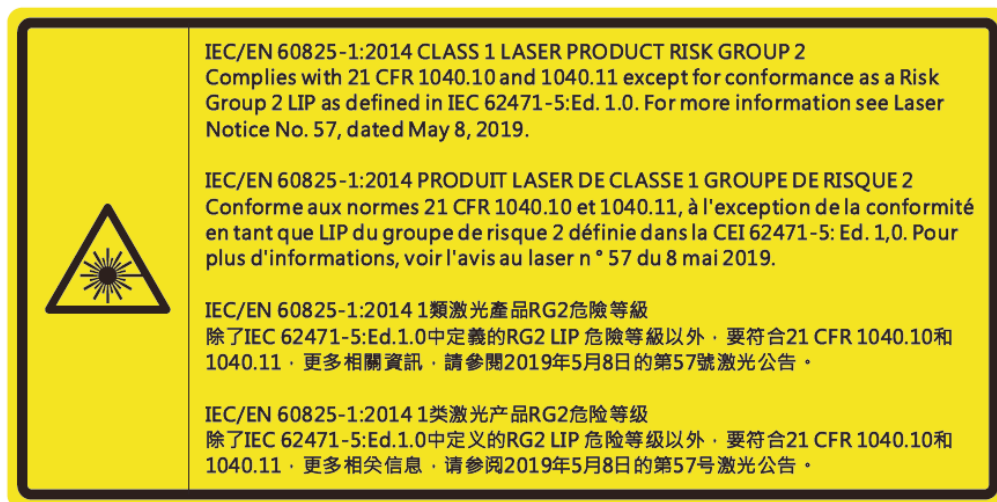 IEC/EN 60825-1:2014 CLASS 1 LASER PRODUCT RISK GROUP 2
Complies with 21 CFR 1040.10 and 1040.11 except for conformance as a Risk
Group 2 LIP as defined in IEC 62471-5:Ed. 1.0. For more information see Laser
Notice No. 57, dated May 8, 2019.
IEC/EN 60825-1:2014 PRODUIT LASER DE CLASSE 1 GROUPE DE RISQUE 2
Conforme aux normes 21 CFR 1040.10 et 1040.11, à l'exception de la conformité
en tant que LIP du groupe de risque 2 définie dans la CEI 62471-5: Ed. 1,0. Pour
plus d'informations, voir l'avis au laser n ° 57 du 8 mai 2019.
IEC/EN 60825-1:2014 1類激光產品RG2危險等級
除了IEC 62471-5:Ed.1.0中定義的RG2 LIP 危險等級以外，要符合21 CFR 1040.10和
1040.11，更多相關資訊，請參閱2019年5月8日的第57號激光公告。
IEC/EN 60825-1:2014 1类激光产品RG2危险等级
除了IEC 62471-5:Ed.1.0中定义的RG2 LIP 危险等级以外，要符合21 CFR 1040.10和
1040.11，更多相关信息，请参阅2019年5月8日的第57号激光公告。